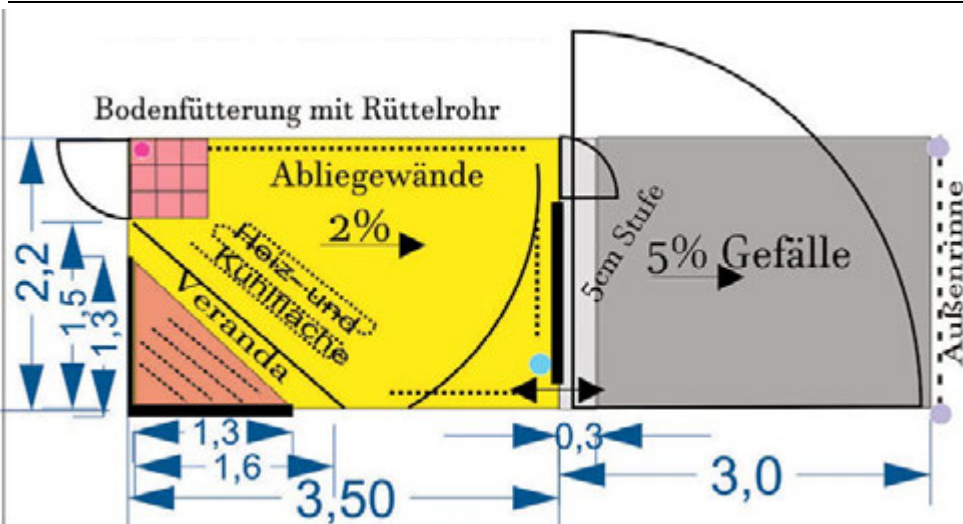 Bodenfütterung mit Rüttelrohr
Abliegewände
2%
Heiz- und
Kühlfläche
Veranda
5cm Stufe
5% Gefälle
Außenrinne
2,2
1,5
1,3
1,3
1,6
3,50
0,3
3,0